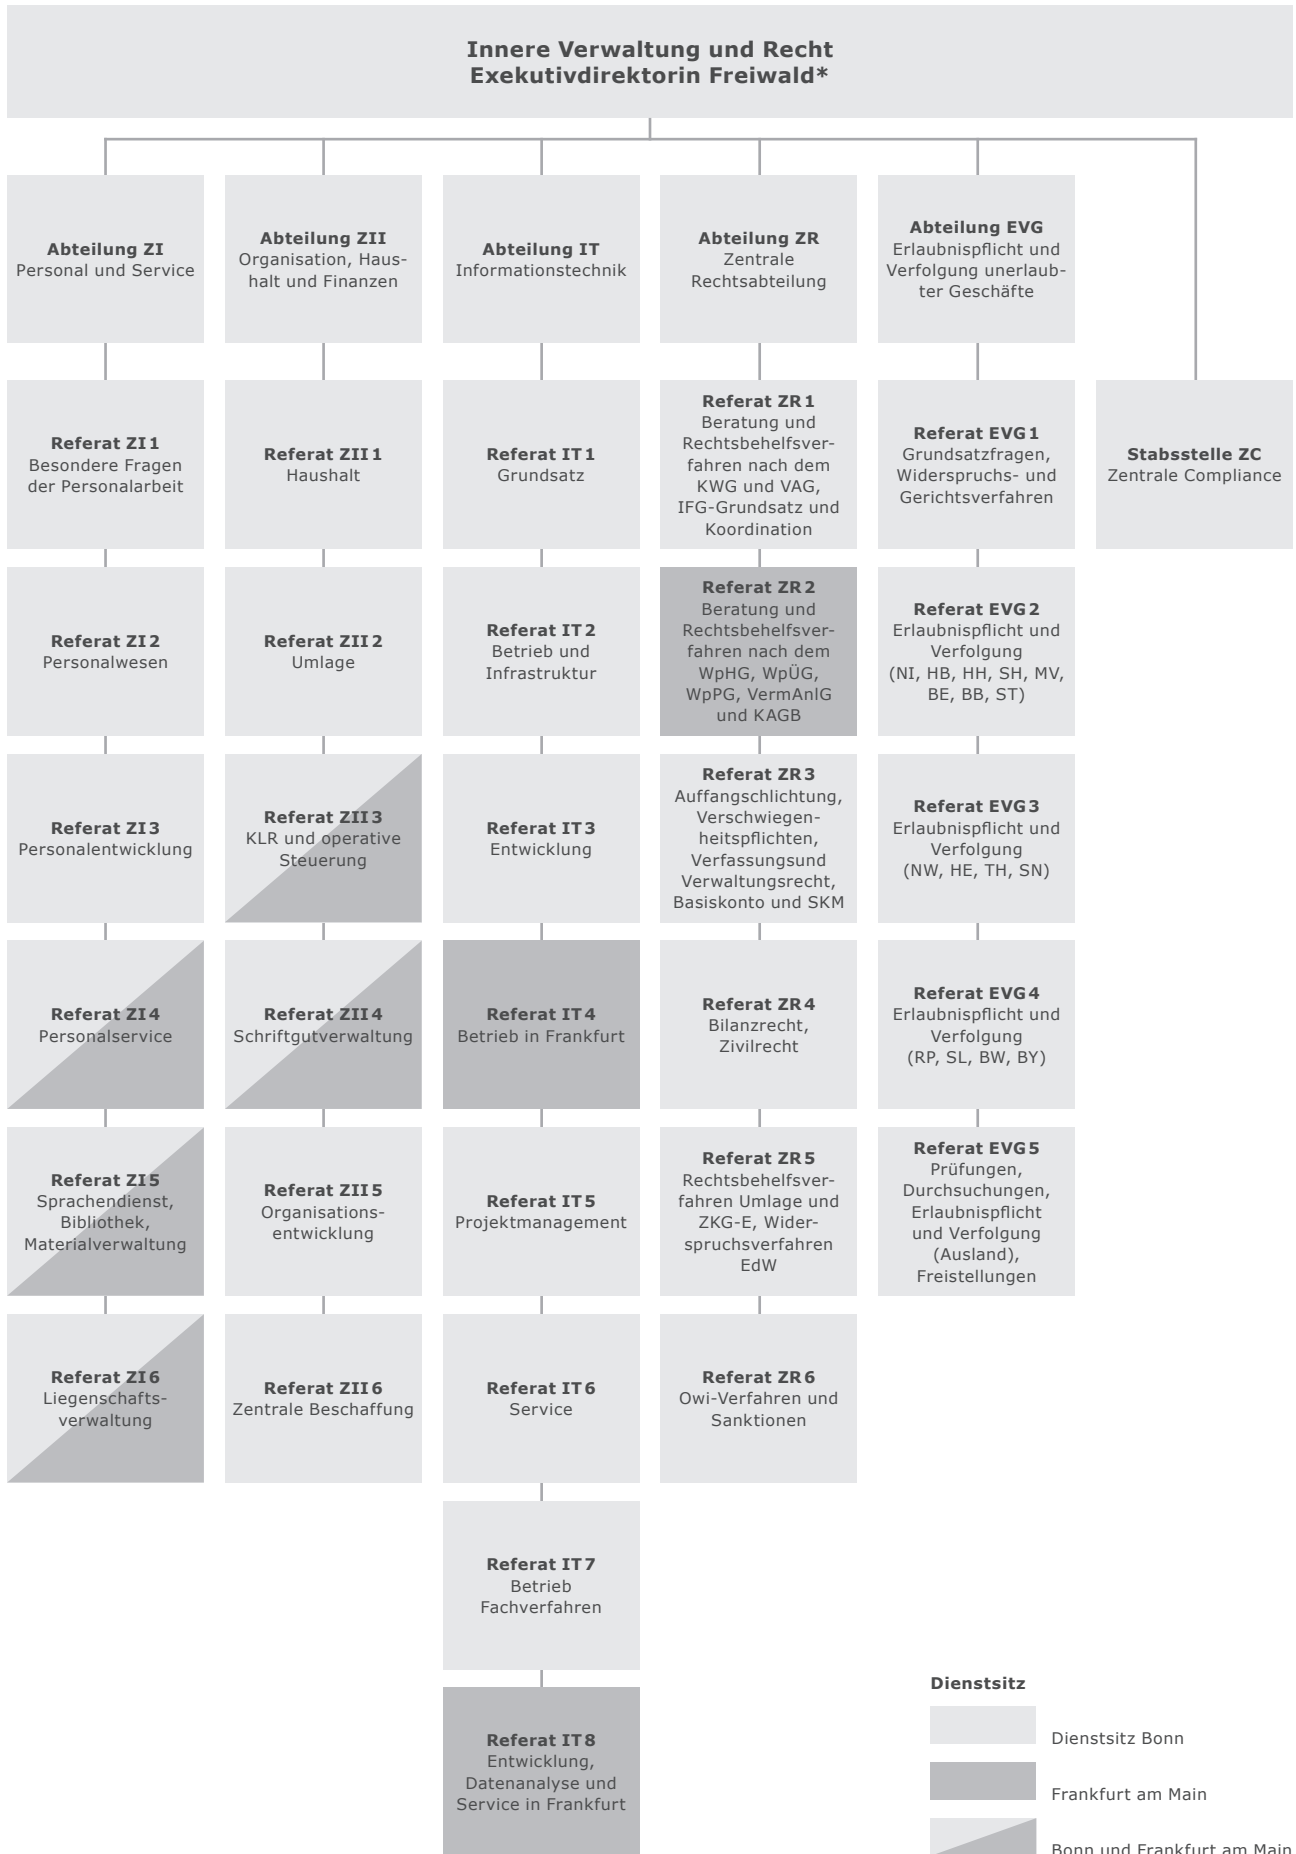 Innere Verwaltung und Recht
Exekutivdirektorin Freiwald*
Abteilung ZI
Personal und Service
Abteilung ZII
Organisation, Haus-
halt und Finanzen
Abteilung IT
Informationstechnik
Abteilung ZR
Zentrale
Rechtsabteilung
Abteilung EVG
Erlaubnispflicht und
Verfolgung unerlaub-
ter Geschäfte
Referat ZI 1
Besondere Fragen
der Personalarbeit
Referat ZII 1
Haushalt
Referat IT 1
Grundsatz
Referat ZR 1
Beratung und
Rechtsbehelfsver-
fahren nach dem
KWG und VAG,
IFG-Grundsatz und
Koordination
Referat EVG 1
Grundsatzfragen,
Widerspruchs- und
Gerichtsverfahren
Stabsstelle ZC
Zentrale Compliance
Referat ZI 2
Personalwesen
Referat ZII 2
Umlage
Referat IT 2
Betrieb und
Infrastruktur
Referat ZR 2
Beratung und
Rechtsbehelfsver-
fahren nach dem
WpHG, WpÜG,
WpPG, VermAnlG
und KAGB
Referat EVG 2
Erlaubnispflicht und
Verfolgung
(NI, HB, HH, SH, MV,
BE, BB, ST)
Referat ZI 3
Personalentwicklung
Referat ZII 3
KLR und operative
Steuerung
Referat IT 3
Entwicklung
Referat ZR 3
Auffangschlichtung,
Verschwiegen-
heitspflichten,
Verfassungsund
Verwaltungsrecht,
Basiskonto und SKM
Referat EVG 3
Erlaubnispflicht und
Verfolgung
(NW, HE, TH, SN)
Referat ZI 4
Personalservice
Referat ZII 4
Schriftgutverwaltung
Referat IT 4
Betrieb in Frankfurt
Referat ZR 4
Bilanzrecht,
Zivilrecht
Referat EVG 4
Erlaubnispflicht und
Verfolgung
(RP, SL, BW, BY)
Referat ZI 5
Sprachendienst,
Bibliothek,
Materialverwaltung
Referat ZII 5
Organisations-
entwicklung
Referat IT 5
Projektmanagement
Referat ZR 5
Rechtsbehelfsver-
fahren Umlage und
ZKG-E, Wider-
spruchsverfahren
EdW
Referat EVG 5
Prüfungen,
Durchsuchungen,
Erlaubnispflicht
und Verfolgung
(Ausland),
Freistellungen
Referat ZI 6
Liegenschafts-
verwaltung
Referat ZII 6
Zentrale Beschaffung
Referat IT 6
Service
Referat ZR 6
Owi-Verfahren und
Sanktionen
Referat IT 7
Betrieb
Fachverfahren
Referat IT 8
Entwicklung,
Datenanalyse und
Service in Frankfurt
Dienstsitz
Dienstsitz Bonn
Frankfurt am Main
Bonn und Frankfurt am Main